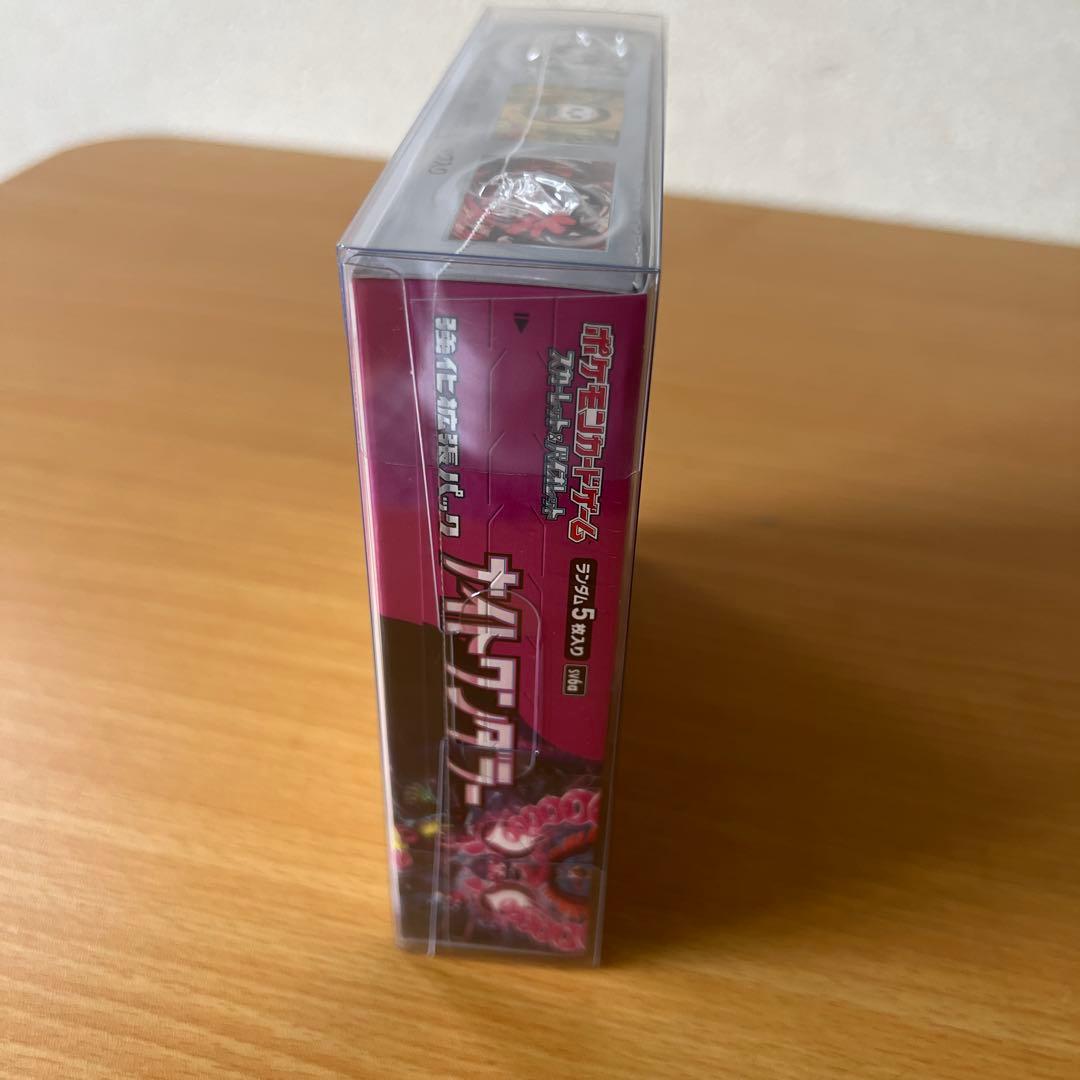 ポケモンカードゲーム
スカーレット&バイオレット
ランダム5枚入り
sv6a
強化拡張パック
ナイトワンダラー